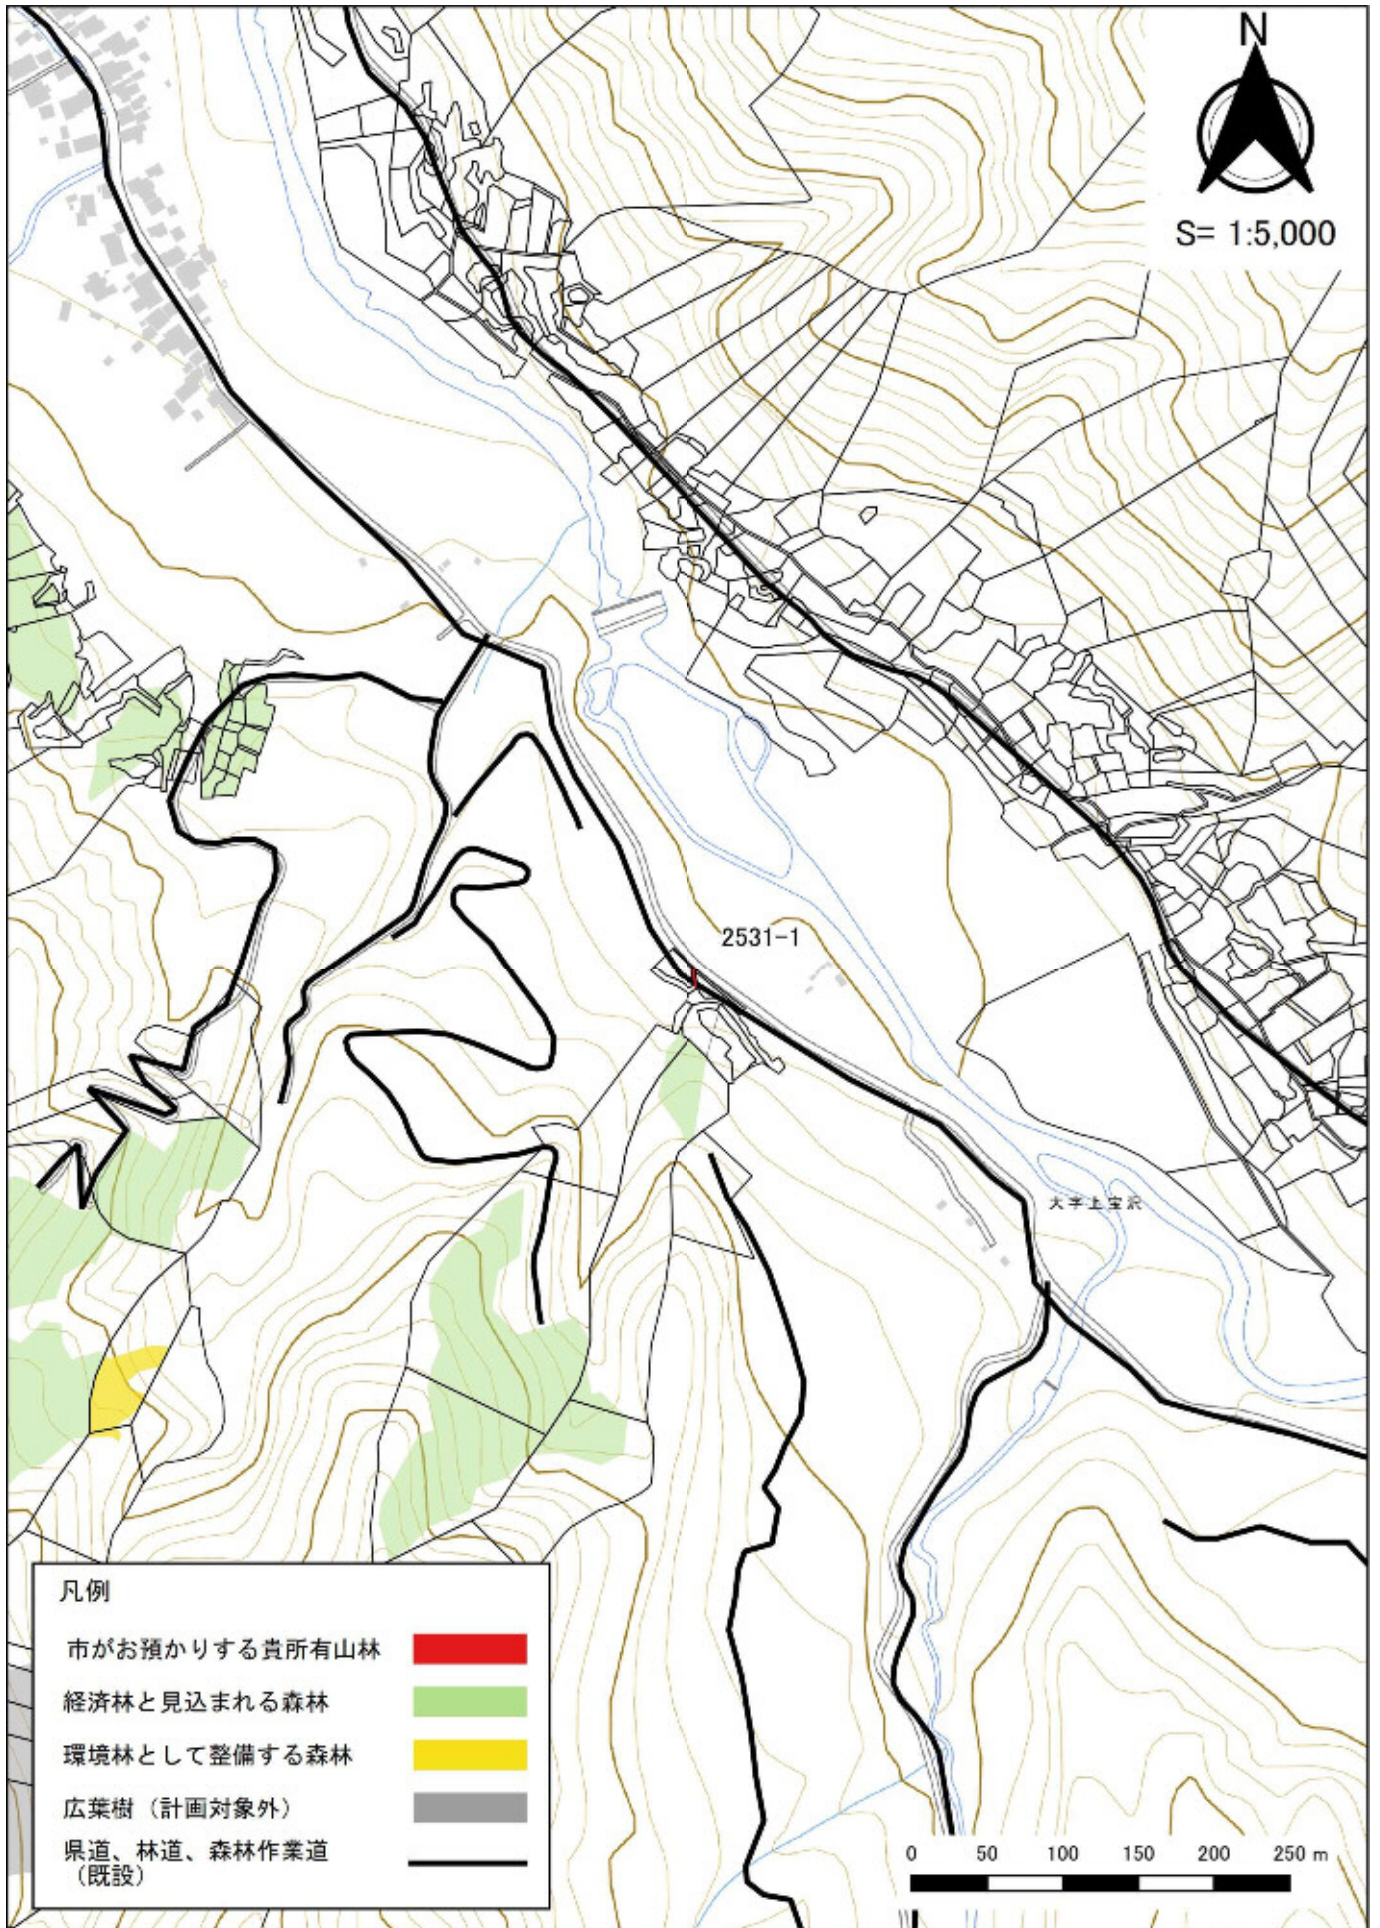 N
S= 1:5,000
2531-1
大字上宝沢
凡例
市がお預かりする貴所有山林
経済林と見込まれる森林
環境林として整備する森林
広葉樹（計画対象外）
県道、林道、森林作業道
（既設）
0 50 100 150 200 250 m